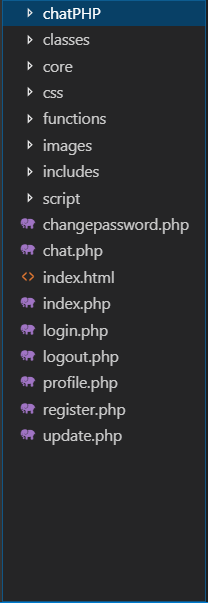 chatPHP
classes
core
css
functions
images
includes
script
changepassword.php
chat.php
index.html
index.php
login.php
logout.php
profile.php
register.php
update.php